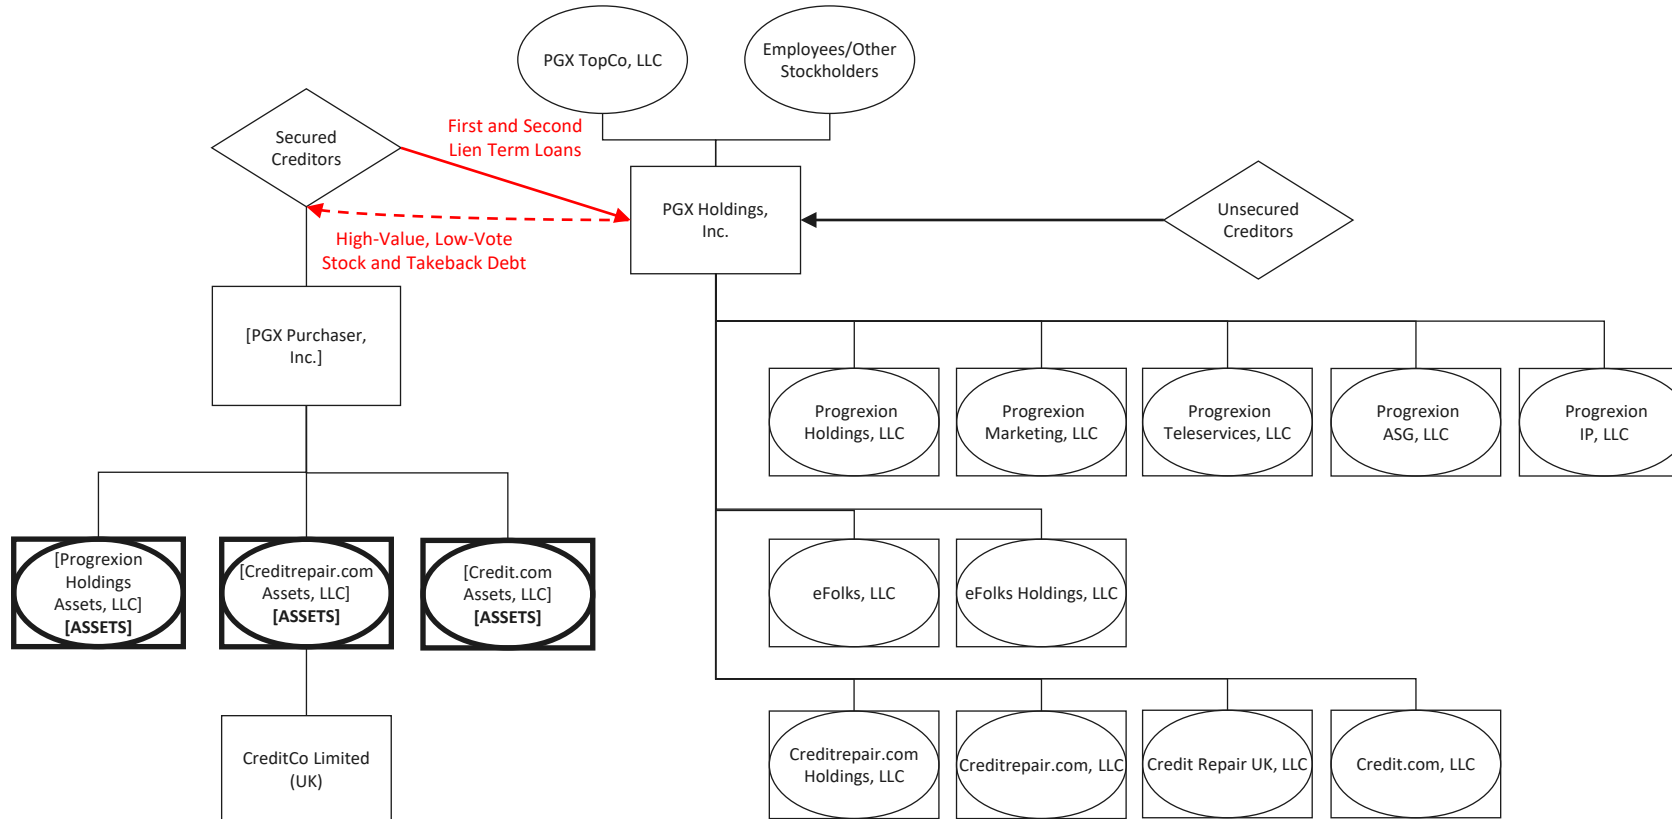 PGX TopCo, LLC
Employees/Other
Stockholders
Secured
Creditors
First and Second
Lien Term Loans
PGX Holdings,
Inc.
Unsecured
Creditors
High-Value, Low-Vote
Stock and Takeback Debt
[PGX Purchaser,
Inc.]
Progrexion
Holdings, LLC
Progrexion
Marketing, LLC
Progrexion
Teleservices, LLC
Progrexion
ASG, LLC
Progrexion
IP, LLC
[Progrexion
Holdings
Assets, LLC]
[ASSETS]
[Creditrepair.com
Assets, LLC]
[ASSETS]
[Credit.com
Assets, LLC]
[ASSETS]
eFolks, LLC
eFolks Holdings, LLC
CreditCo Limited
(UK)
Creditrepair.com
Holdings, LLC
Creditrepair.com, LLC
Credit Repair UK, LLC
Credit.com, LLC